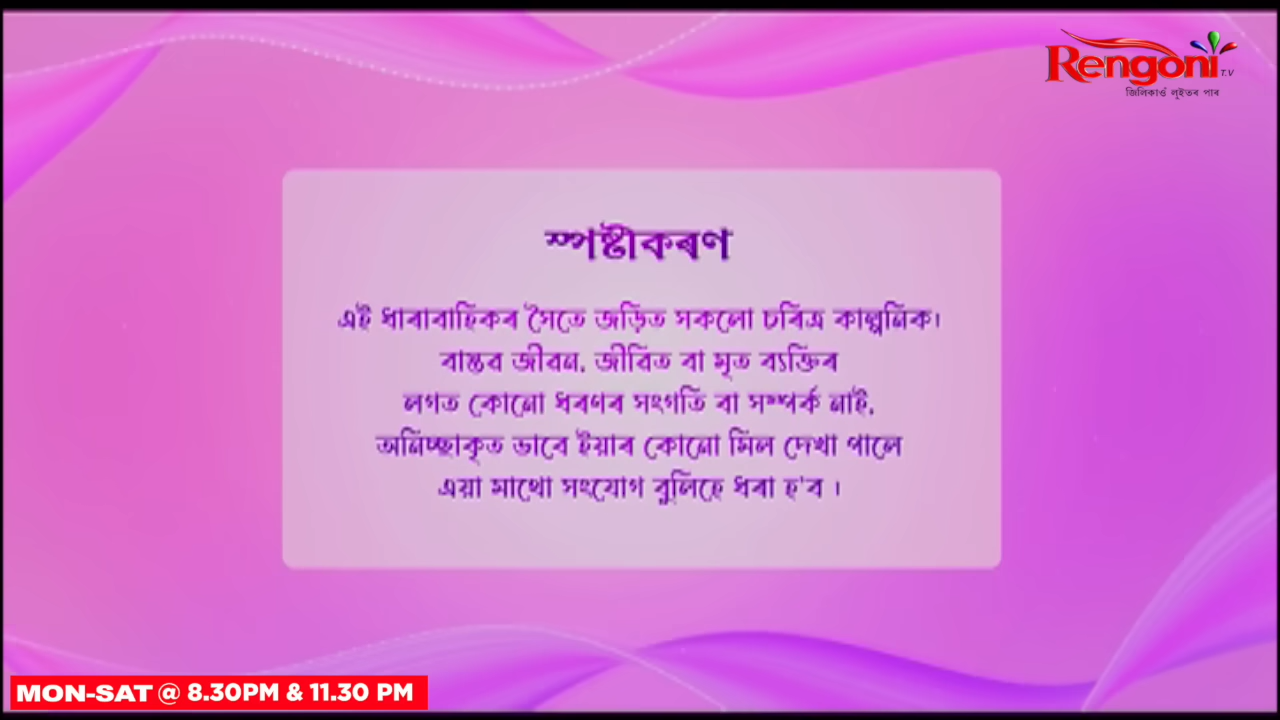 Rengoni T.V
জিলিকাওঁ লুইতৰ পাৰ
স্পষ্টীকৰণ
এই ধাৰাবাহিকৰ সৈতে জড়িত সকলো চৰিত্ৰ কাল্পনিক।
বাস্তৱ জীৱন, জীৱিত বা মৃত ব্যক্তিৰ
লগত কোনো ধৰণৰ সংগতি বা সম্পৰ্ক নাই,
অনিচ্ছাকৃত ভাবে ইয়াৰ কোনো মিল দেখা পালে
এয়া মাথো সংযোগ বুলিহে ধৰা হ'ব ।
MON-SAT @ 8.30PM & 11.30 PM